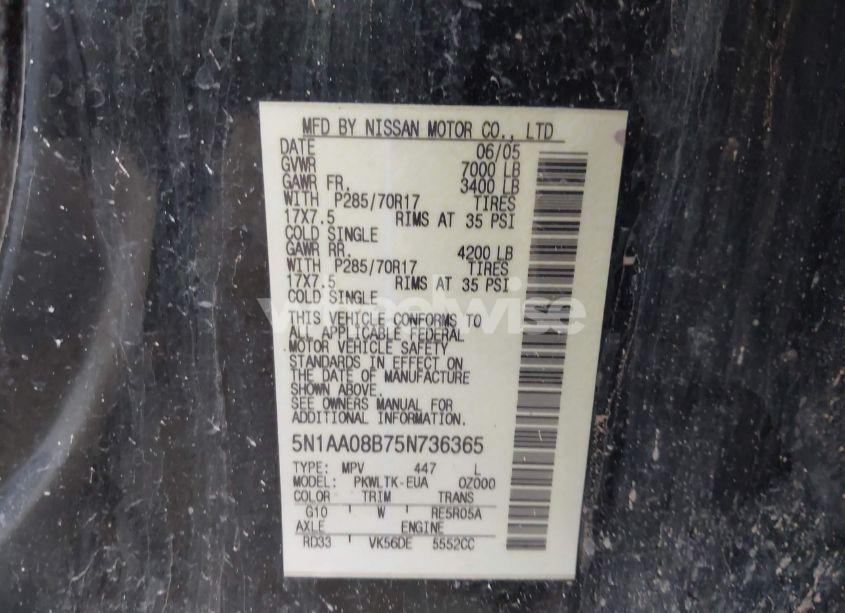 MFD BY NISSAN MOTOR CO., LTD
DATE 06/05
GVWR 7000 LB
GAWR FR. 3400 LB
WITH P285/70R17 TIRES
17X7.5 RIMS AT 35 PSI
COLD SINGLE
GAWR RR. 4200 LB
WITH P285/70R17 TIRES
17X7.5 RIMS AT 35 PSI
COLD SINGLE
THIS VEHICLE CONFORMS TO
ALL APPLICABLE FEDERAL
MOTOR VEHICLE SAFETY
STANDARDS IN EFFECT ON
THE DATE OF MANUFACTURE
SHOWN ABOVE.
SEE OWNERS MANUAL FOR
ADDITIONAL INFORMATION.
5N1AA08B75N736365
TYPE: MPV 447 L
MODEL: PKWLTK-EUA 0Z000
COLOR TRIM TRANS
G10 W RE5R05A
AXLE ENGINE
RD33 VK56DE 5552CC